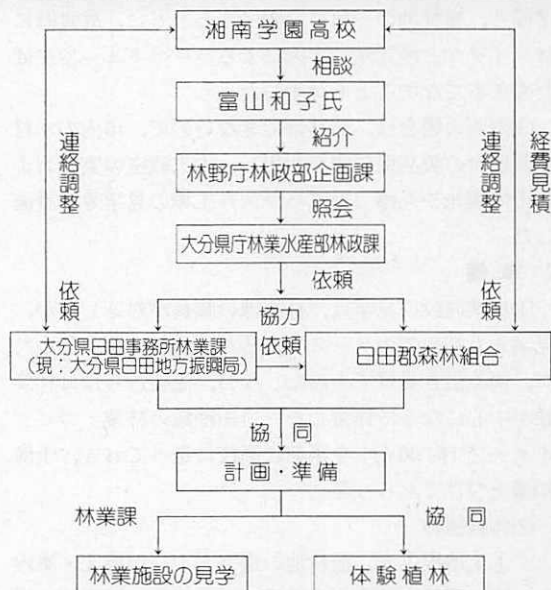 湘南学園高校
相談
富山和子氏
紹介
林野庁林政部企画課
照会
大分県庁林業水産部林政課
依頼
連絡調整
依頼
連絡調整
経費見積
依頼
大分県日田事務所林業課
(現:大分県日田地方振興局)
協力
依頼
日田郡森林組合
協同
計画・準備
林業課
協同
林業施設の見学
体験植林